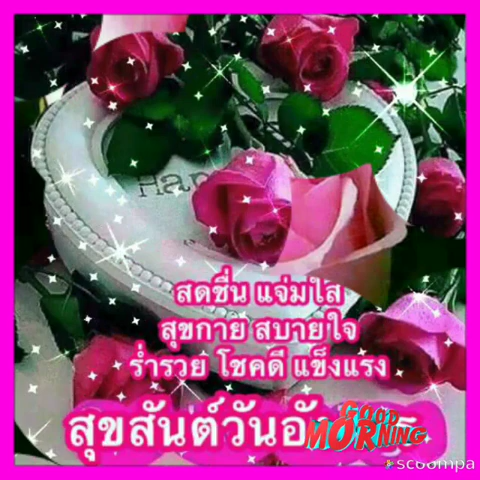 สดชื่น แจ่มใส
สุขกาย สบายใจ
ร่ำรวย โชคดี แข็งแรง
สุขสันต์วัน
GOOD
MORNING
scoompa